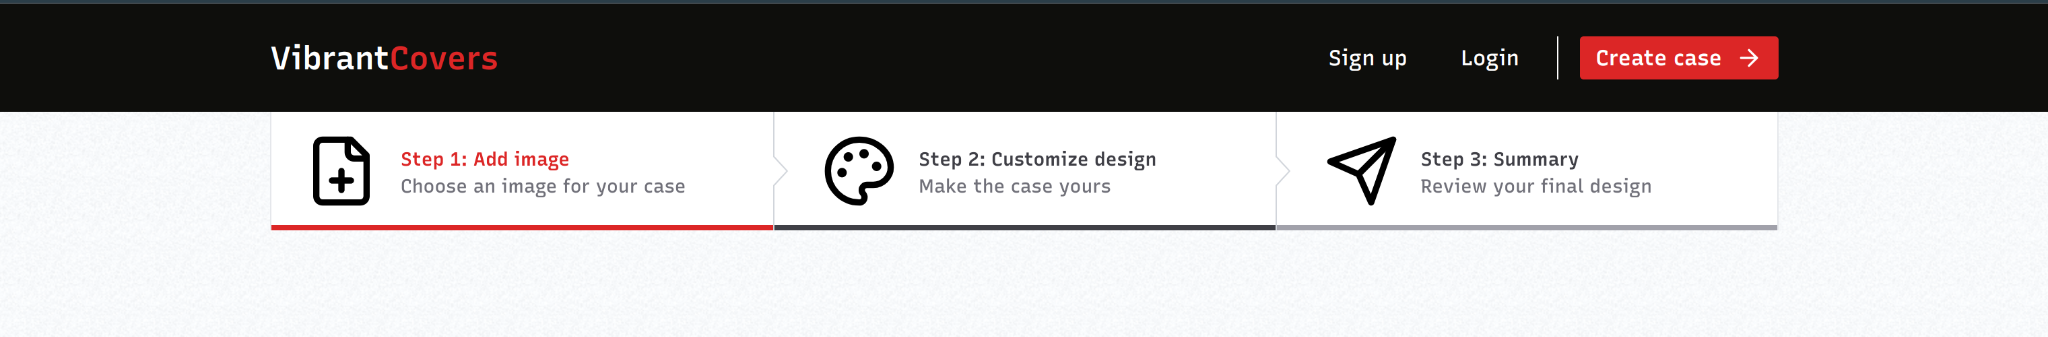 VibrantCovers
Sign up
Login
Create case
Step 1: Add image
Choose an image for your case
Step 2: Customize design
Make the case yours
Step 3: Summary
Review your final design